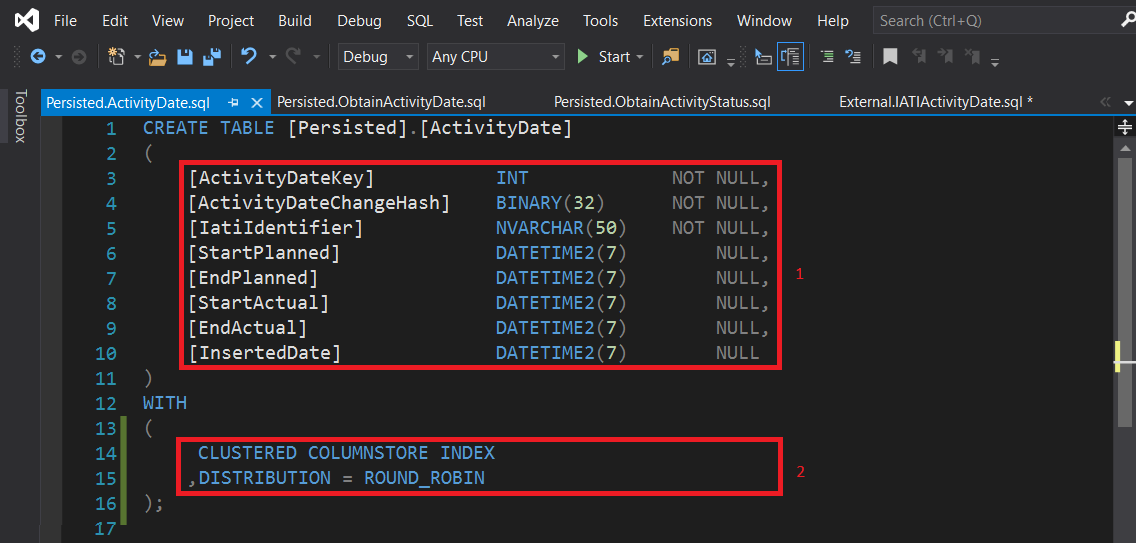 File Edit View Project Build Debug SQL Test Analyze Tools Extensions Window Help Search (Ctrl+Q)
Debug Any CPU Start
Toolbox
Persisted.ActivityDate.sql Persisted.ObtainActivityDate.sql Persisted.ObtainActivityStatus.sql External.IATIActivityDate.sql *
1 CREATE TABLE [Persisted].[ActivityDate]
2 (
3 [ActivityDateKey] INT NOT NULL,
4 [ActivityDateChangeHash] BINARY(32) NOT NULL,
5 [IatiIdentifier] NVARCHAR(50) NOT NULL,
6 [StartPlanned] DATETIME2(7) NULL,
7 [EndPlanned] DATETIME2(7) NULL,
1
8 [StartActual] DATETIME2(7) NULL,
9 [EndActual] DATETIME2(7) NULL,
10 [InsertedDate] DATETIME2(7) NULL
11 )
12 WITH
13 (
14 CLUSTERED COLUMNSTORE INDEX
15 ,DISTRIBUTION = ROUND_ROBIN
2
16 );
17